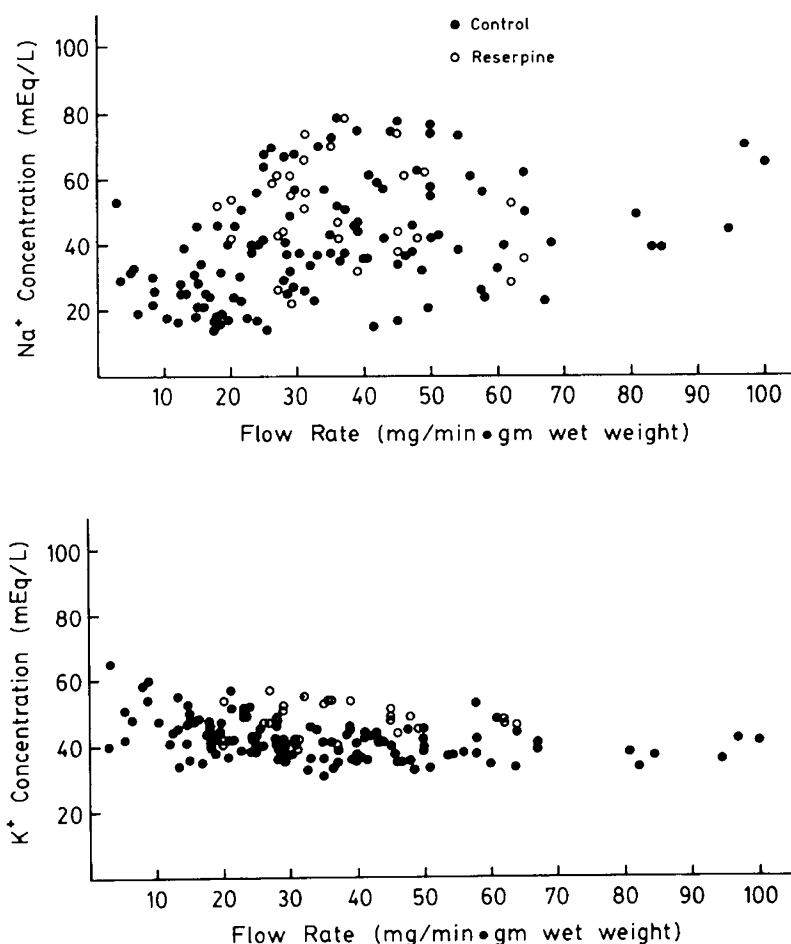 ● Control
○ Reserpine
Na⁺ Concentration (mEq/L)
100
80
60
40
20
10 20 30 40 50 60 70 80 90 100
Flow Rate (mg/min • gm wet weight)
K⁺ Concentration (mEq/L)
100
80
60
40
20
10 20 30 40 50 60 70 80 90 100
Flow Rate (mg/min • gm wet weight)